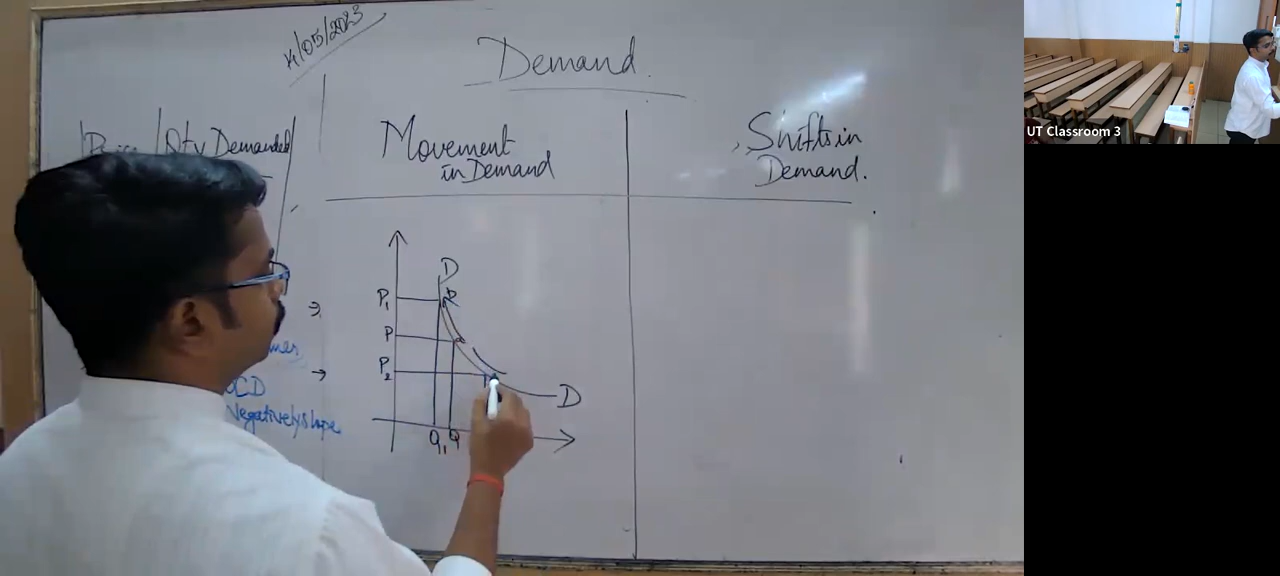 11/05/2023
Demand.
Qty Demanded
Movement
in Demand
Shifts in
Demand.
D
P₁
P
P₂
D
CD
Negatively slope
Q₁ Q
UT Classroom 3